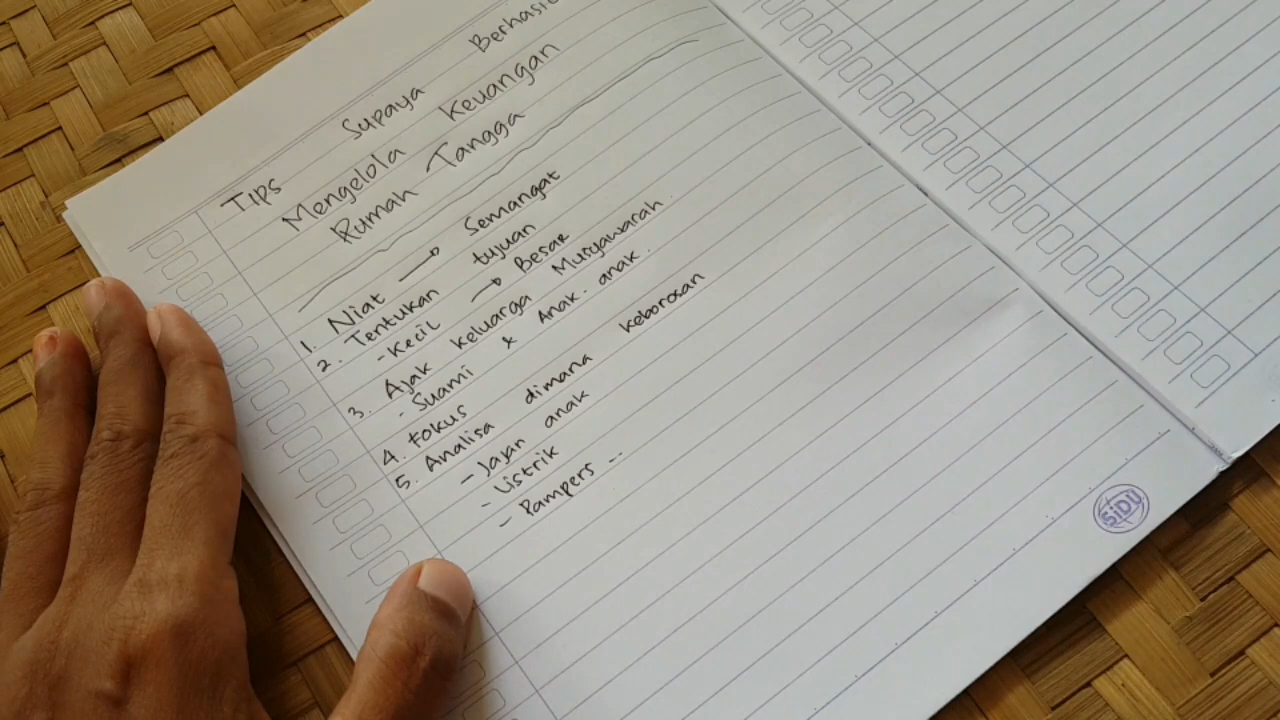 Tips Supaya Berhasil
Mengelola Keuangan
Rumah Tangga
1. Niat → Semangat
2. Tentukan tujuan
- Kecil → Besar
3. Ajak keluarga Musyawarah.
- Suami & Anak-anak.
4. Fokus
5. Analisa dimana keborosan
- Jajan anak
- Listrik
- Pampers --
SiDU